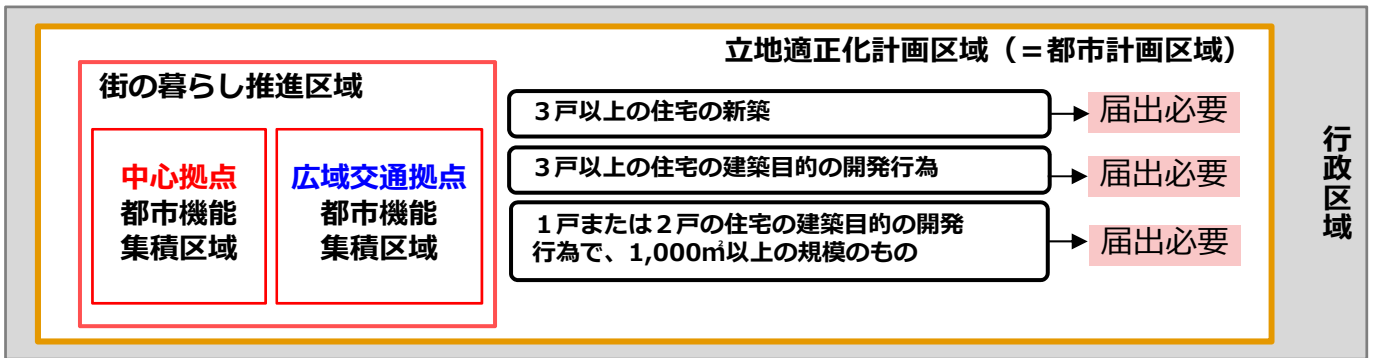 立地適正化計画区域（＝都市計画区域）
街の暮らし推進区域
中心拠点
都市機能
集積区域
広域交通拠点
都市機能
集積区域
３戸以上の住宅の新築
届出必要
３戸以上の住宅の建築目的の開発行為
届出必要
１戸または２戸の住宅の建築目的の開発
行為で、1,000㎡以上の規模のもの
届出必要
行政区域